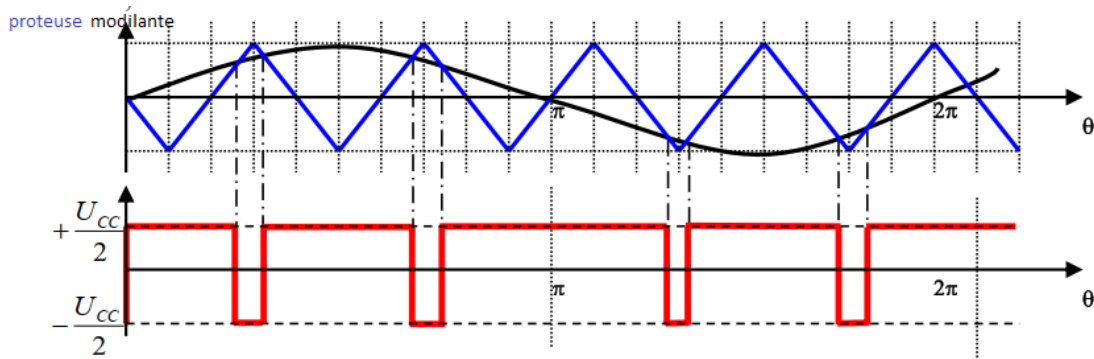 proteuse modilante
π
2π
θ
+ U_CC / 2
π
2π
θ
− U_CC / 2